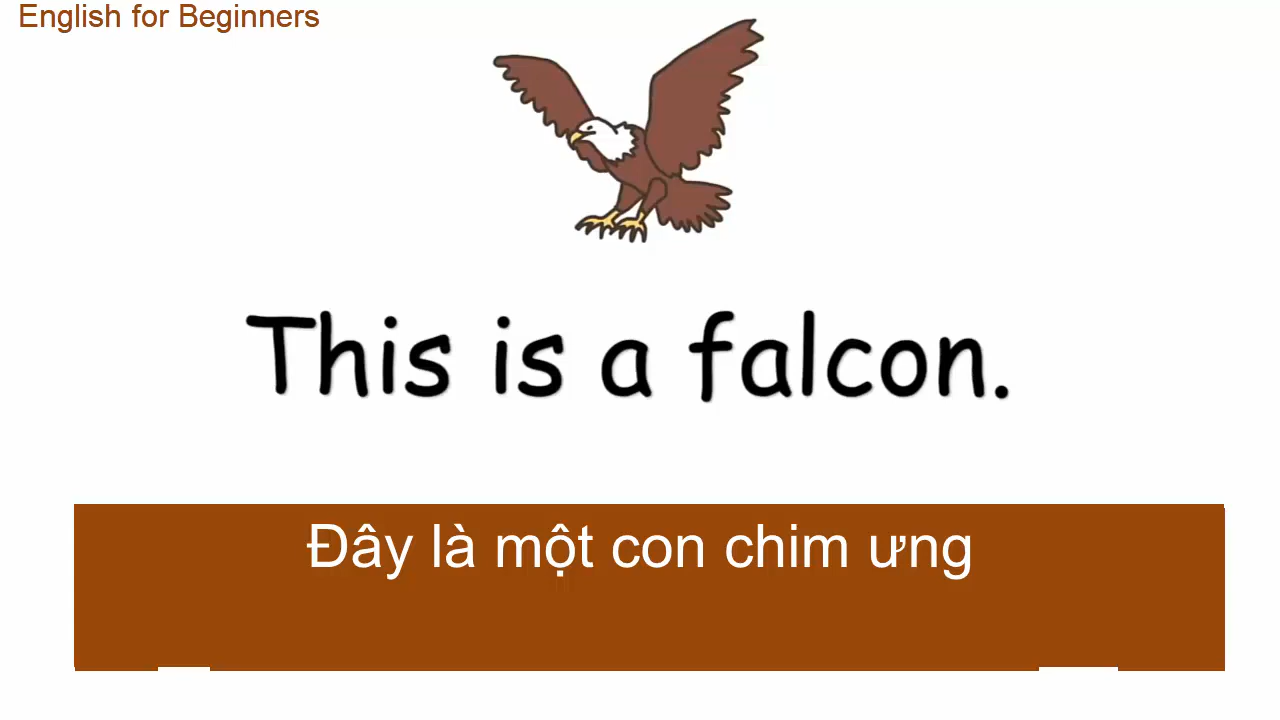 English for Beginners
This is a falcon.
Đây là một con chim ưng